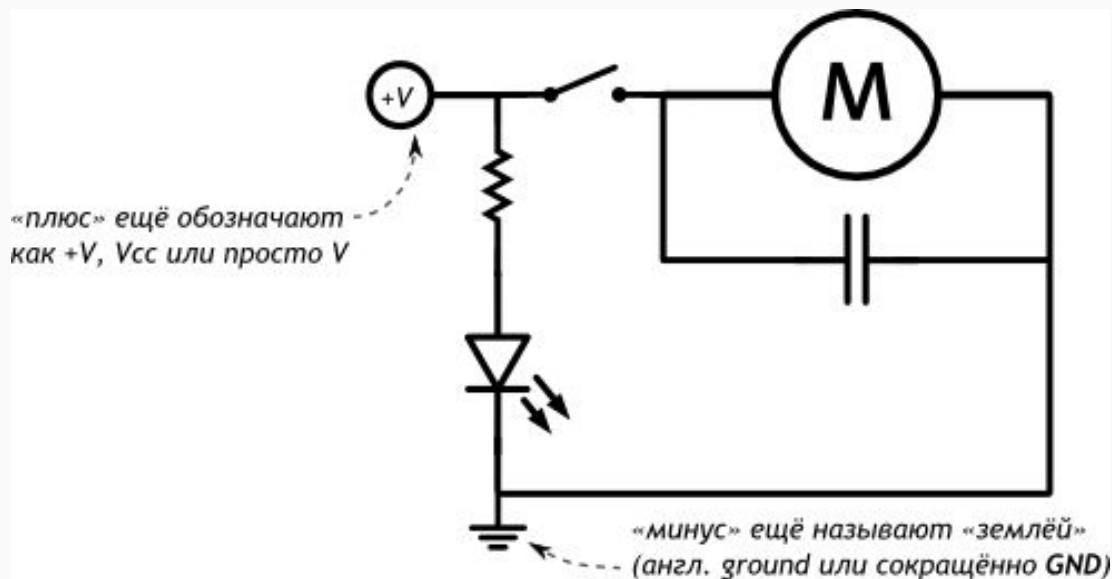 +V
M
«плюс» ещё обозначают
как +V, Vcc или просто V
«минус» ещё называют «землёй»
(англ. ground или сокращённо GND)